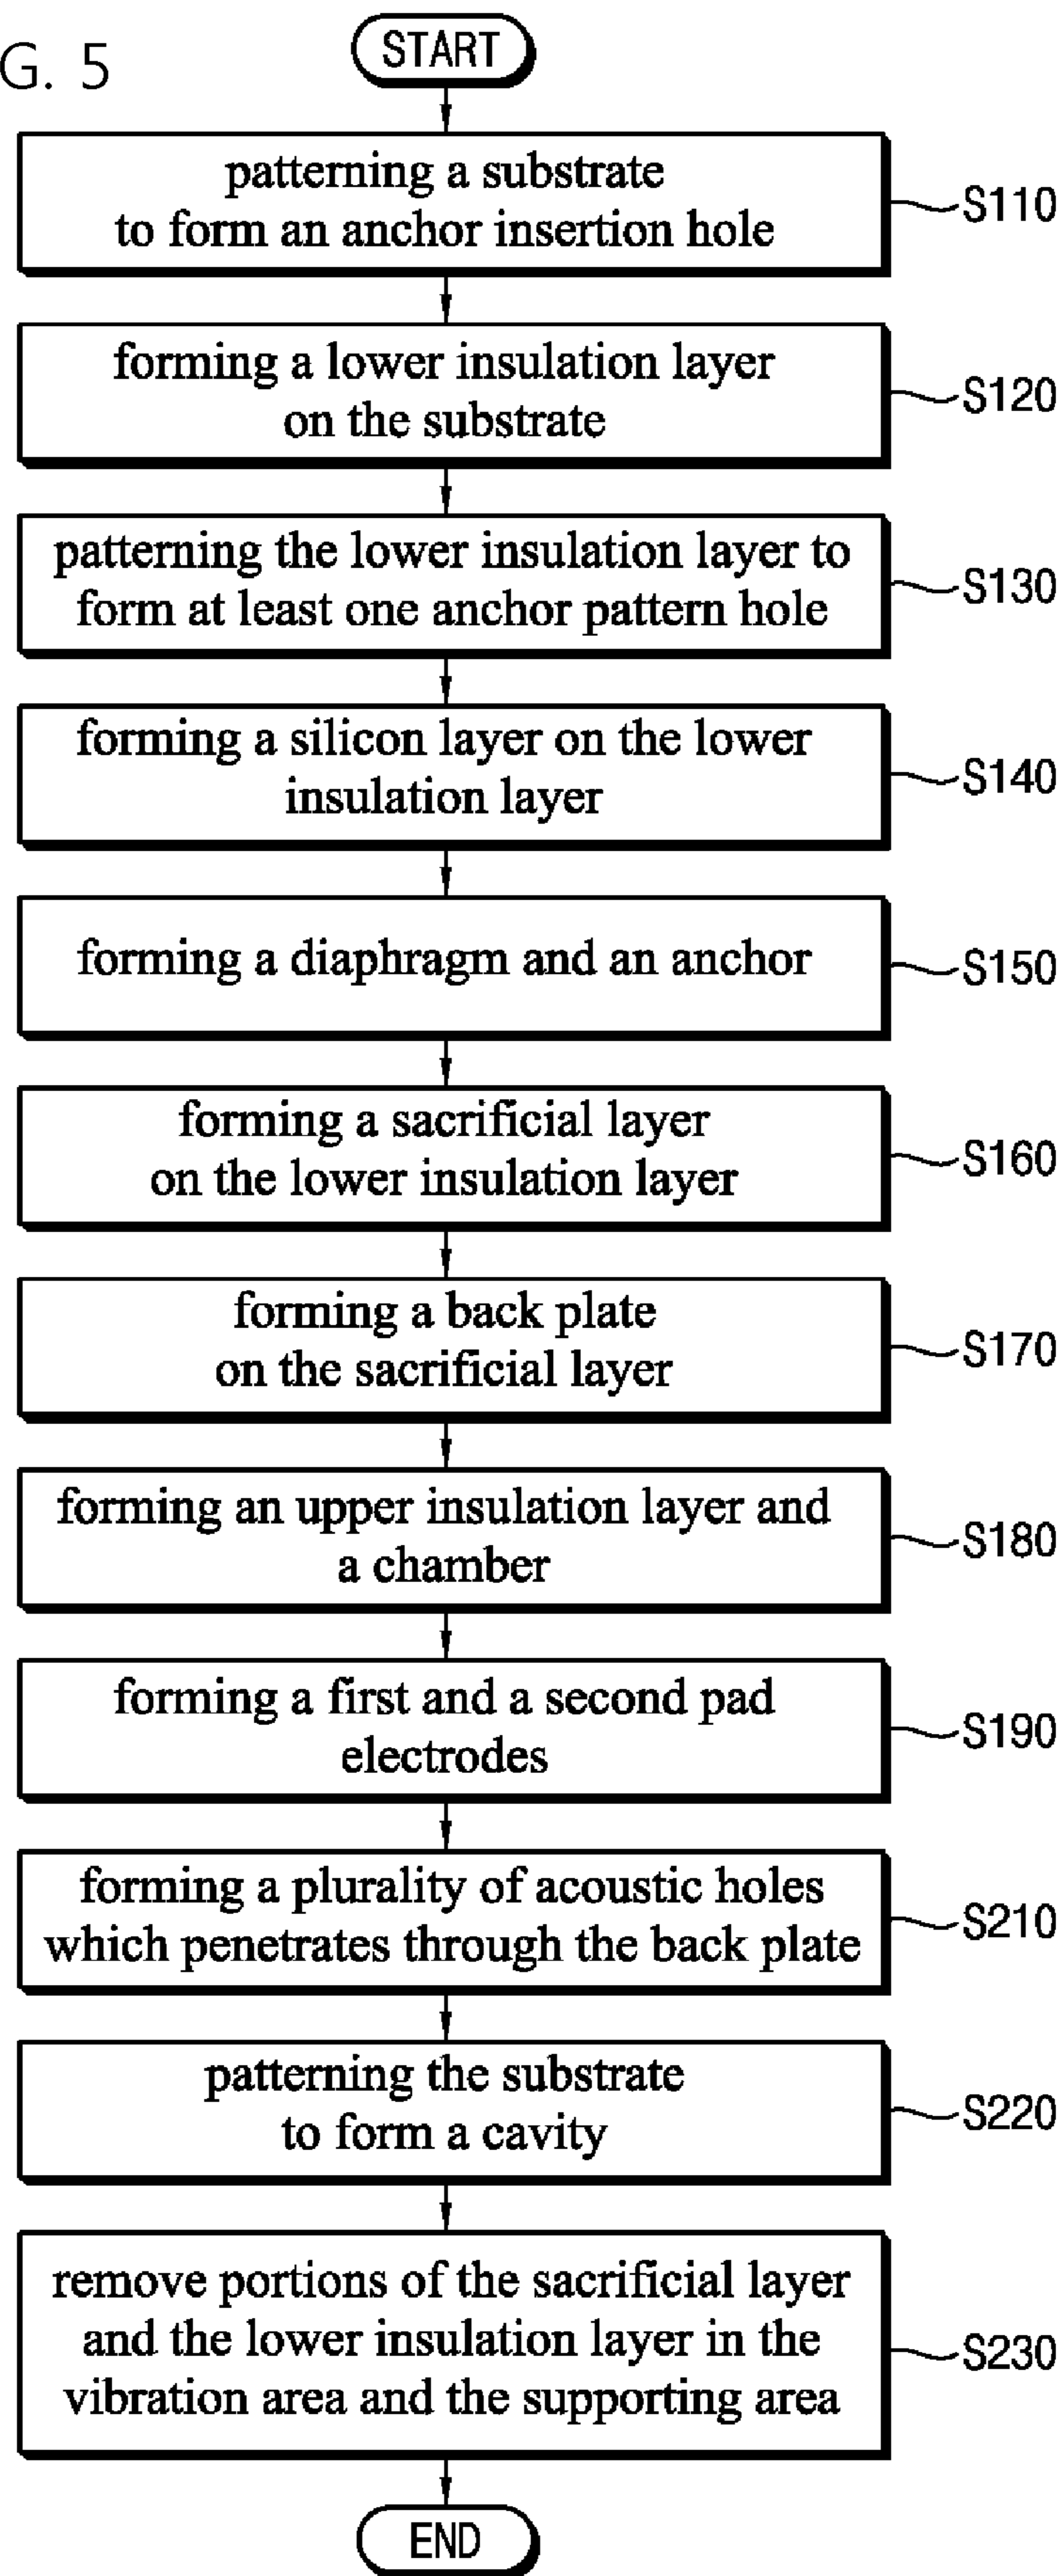 G. 5
START
patterning a substrate
to form an anchor insertion hole
S110
forming a lower insulation layer
on the substrate
S120
patterning the lower insulation layer to
form at least one anchor pattern hole
S130
forming a silicon layer on the lower
insulation layer
S140
forming a diaphragm and an anchor
S150
forming a sacrificial layer
on the lower insulation layer
S160
forming a back plate
on the sacrificial layer
S170
forming an upper insulation layer and
a chamber
S180
forming a first and a second pad
electrodes
S190
forming a plurality of acoustic holes
which penetrates through the back plate
S210
patterning the substrate
to form a cavity
S220
remove portions of the sacrificial layer
and the lower insulation layer in the
vibration area and the supporting area
S230
END